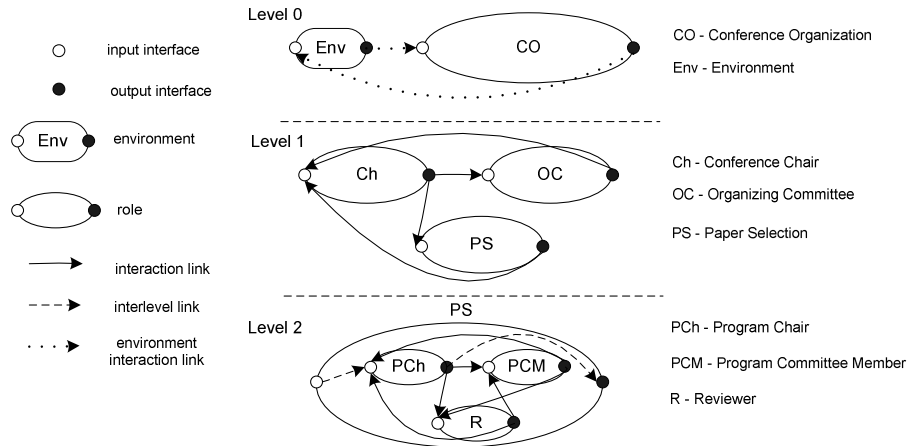 input interface
output interface
Env
environment
role
interaction link
interlevel link
environment
interaction link
Level 0
Env
CO
CO - Conference Organization
Env - Environment
Level 1
Ch
OC
PS
Ch - Conference Chair
OC - Organizing Committee
PS - Paper Selection
Level 2
PS
PCh
PCM
R
PCh - Program Chair
PCM - Program Committee Member
R - Reviewer